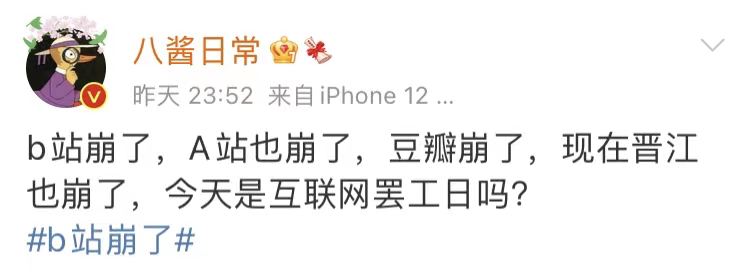 八酱日常
昨天 23:52 来自iPhone 12 ...
b站崩了，A站也崩了，豆瓣崩了，现在晋江
也崩了，今天是互联网罢工日吗？
#b站崩了#